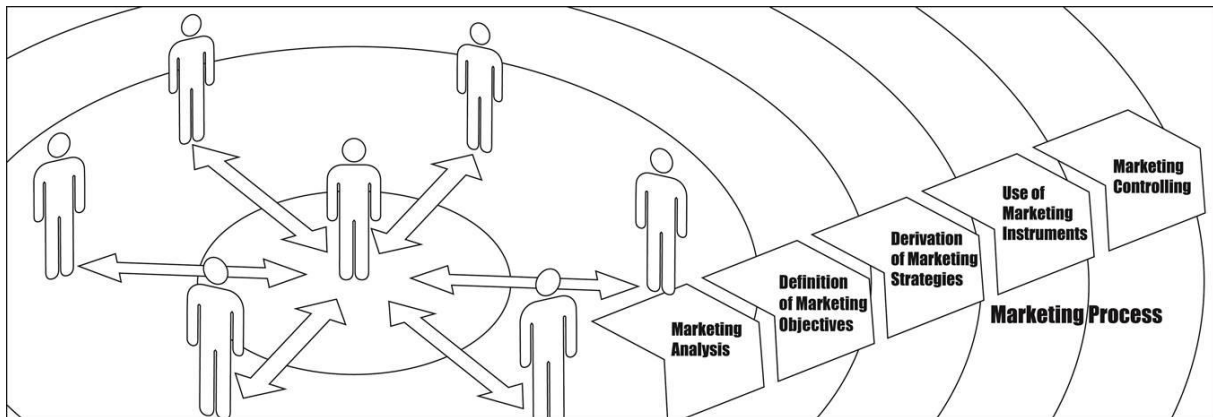 Marketing
Analysis
Definition
of Marketing
Objectives
Derivation
of Marketing
Strategies
Use of
Marketing
Instruments
Marketing
Controlling
Marketing Process